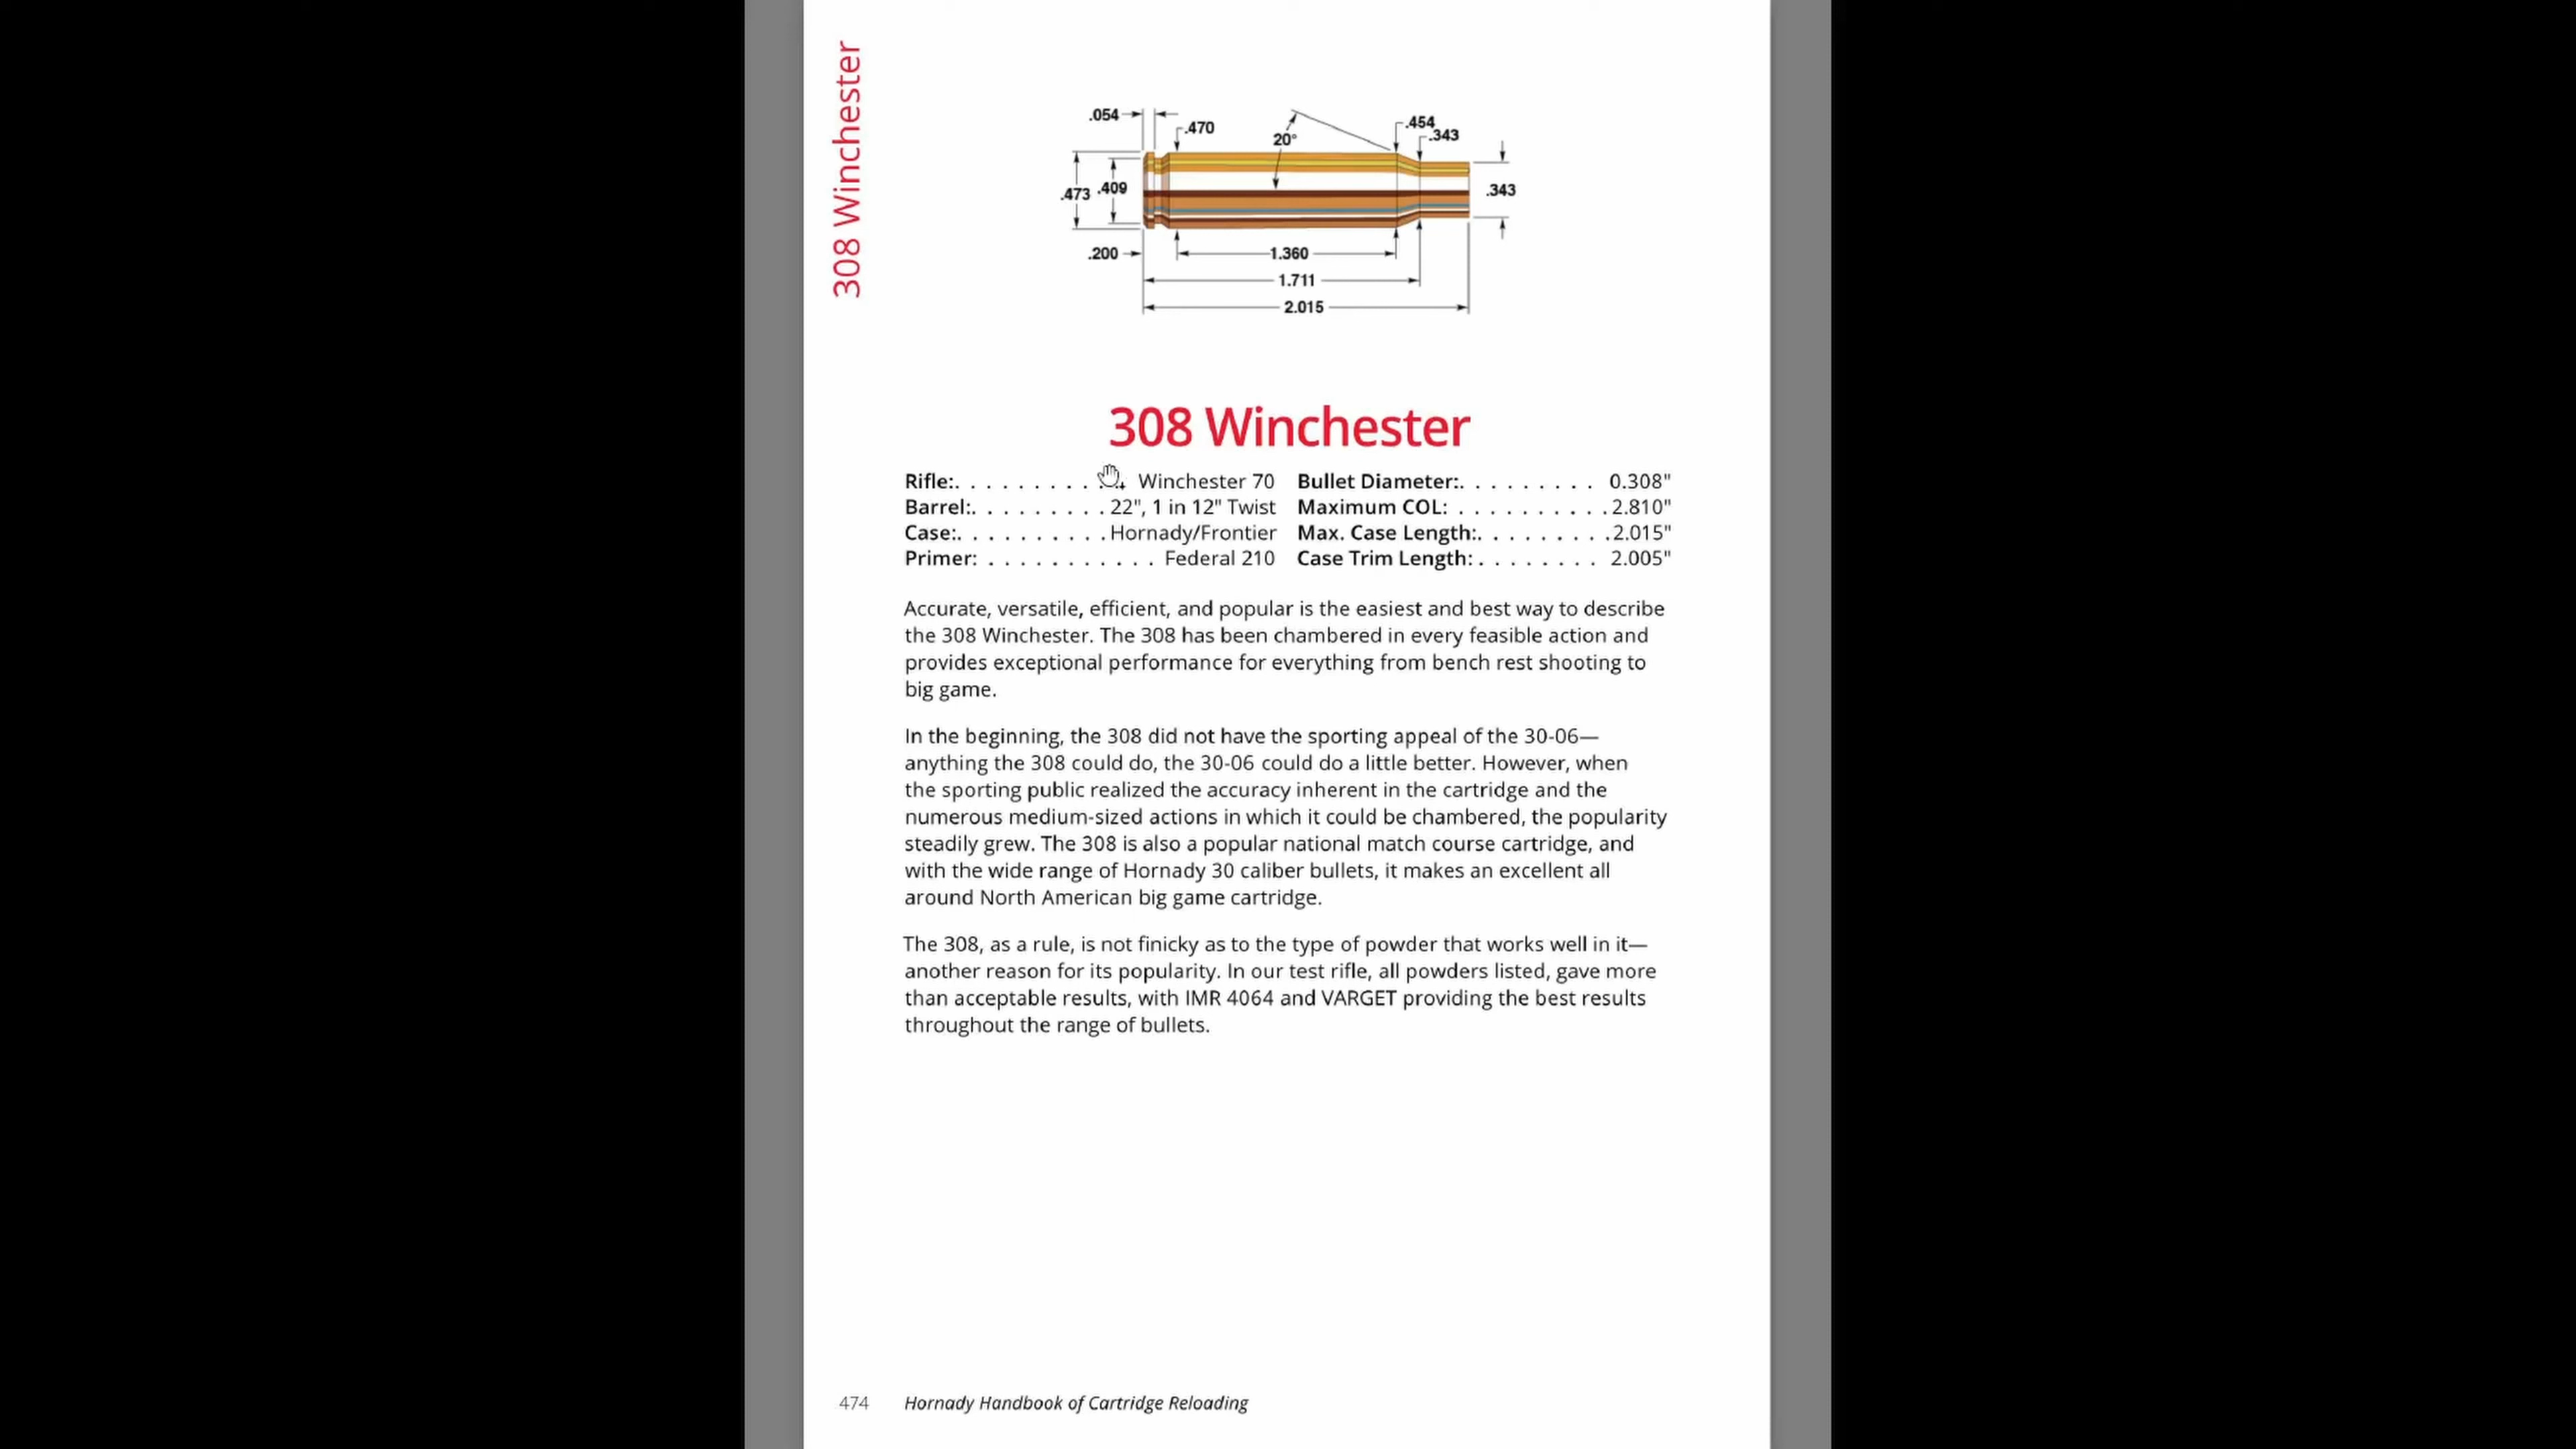 308 Winchester
.054
.470
20°
.454
.343
.473
.409
.343
.200
1.360
1.711
2.015
308 Winchester
Rifle:. . . . . . . . . . . Winchester 70
Barrel:. . . . . . . . . 22", 1 in 12" Twist
Case:. . . . . . . . . . Hornady/Frontier
Primer: . . . . . . . . . . . Federal 210
Bullet Diameter:. . . . . . . . . 0.308"
Maximum COL: . . . . . . . . . . 2.810"
Max. Case Length:. . . . . . . . . 2.015"
Case Trim Length: . . . . . . . . 2.005"
Accurate, versatile, efficient, and popular is the easiest and best way to describe
the 308 Winchester. The 308 has been chambered in every feasible action and
provides exceptional performance for everything from bench rest shooting to
big game.
In the beginning, the 308 did not have the sporting appeal of the 30-06—
anything the 308 could do, the 30-06 could do a little better. However, when
the sporting public realized the accuracy inherent in the cartridge and the
numerous medium-sized actions in which it could be chambered, the popularity
steadily grew. The 308 is also a popular national match course cartridge, and
with the wide range of Hornady 30 caliber bullets, it makes an excellent all
around North American big game cartridge.
The 308, as a rule, is not finicky as to the type of powder that works well in it—
another reason for its popularity. In our test rifle, all powders listed, gave more
than acceptable results, with IMR 4064 and VARGET providing the best results
throughout the range of bullets.
474 Hornady Handbook of Cartridge Reloading